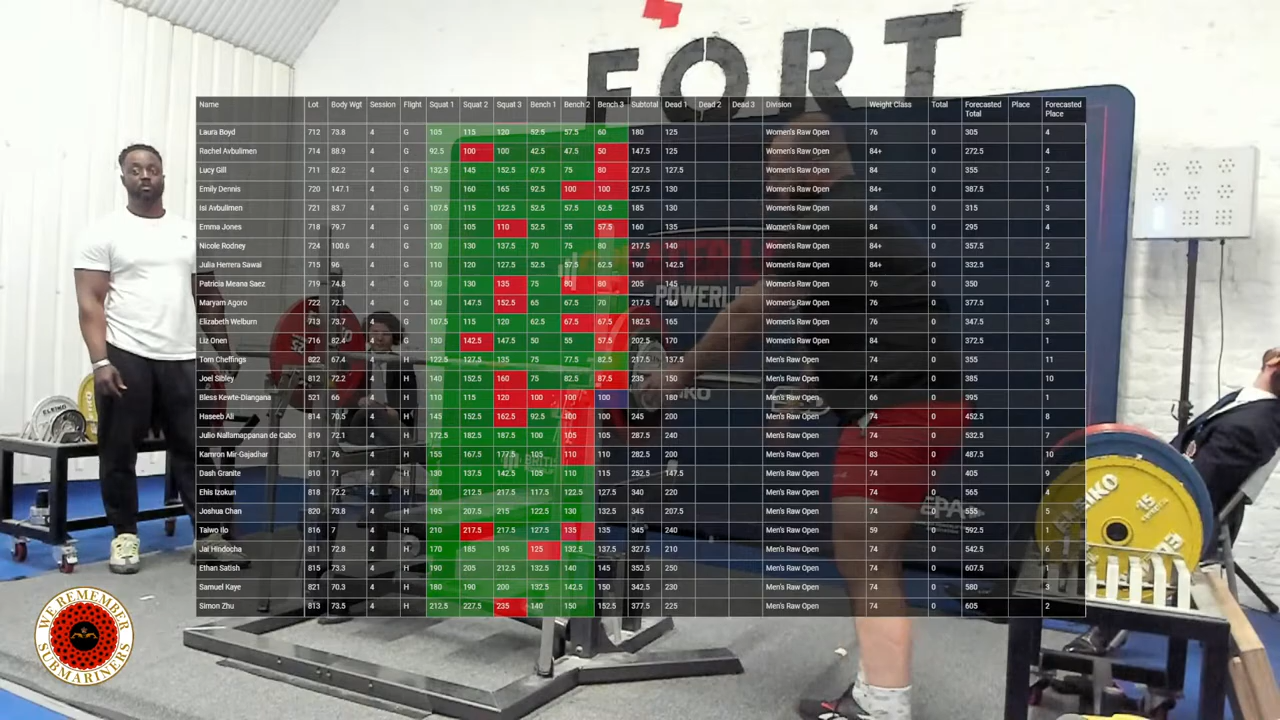 FORT
Name Lot Body Wgt Session Flight Squat 1 Squat 2 Squat 3 Bench 1 Bench 2 Bench 3 Subtotal Dead 1 Dead 2 Dead 3 Division Weight Class Total Forecasted Total Place Forecasted Place
Laura Boyd 712 73.8 4 G 105 115 120 52.5 57.5 60 180 125 Women's Raw Open 76 0 305 4
Rachel Avbulimen 714 88.9 4 G 92.5 100 100 42.5 47.5 50 147.5 125 Women's Raw Open 84+ 0 272.5 4
Lucy Gill 711 82.2 4 G 132.5 145 152.5 67.5 75 80 227.5 127.5 Women's Raw Open 84 0 355 2
Emily Dennis 720 147.1 4 G 150 160 165 92.5 100 100 257.5 130 Women's Raw Open 84+ 0 387.5 1
Isi Avbulimen 721 83.7 4 G 107.5 115 122.5 52.5 57.5 62.5 185 130 Women's Raw Open 84 0 315 3
Emma Jones 718 79.7 4 G 100 105 110 52.5 55 57.5 160 135 Women's Raw Open 84 0 295 4
Nicole Rodney 724 100.6 4 G 120 130 137.5 70 75 80 217.5 140 Women's Raw Open 84+ 0 357.5 2
Julia Herrera Sawai 715 96 4 G 110 120 127.5 52.5 57.5 62.5 190 142.5 Women's Raw Open 84+ 0 332.5 3
Patricia Meana Saez 719 74.8 4 G 120 130 135 75 80 80 205 145 Women's Raw Open 76 0 350 2
Maryam Agoro 722 72.1 4 G 140 147.5 152.5 65 67.5 70 217.5 160 Women's Raw Open 76 0 377.5 1
Elizabeth Welburn 713 73.7 4 G 107.5 115 120 62.5 67.5 67.5 182.5 165 Women's Raw Open 76 0 347.5 3
Liz Onen 716 82.4 4 G 130 142.5 147.5 50 55 57.5 202.5 170 Women's Raw Open 84 0 372.5 1
Tom Cheffings 822 67.4 4 H 122.5 127.5 135 75 77.5 82.5 217.5 137.5 Men's Raw Open 74 0 355 11
Joel Sibley 812 72.2 4 H 140 152.5 160 75 82.5 87.5 235 150 Men's Raw Open 74 0 385 10
Bless Kewte-Diangana 521 66 4 H 110 115 120 100 100 100 180 Men's Raw Open 66 0 395 1
Haseeb Ali 814 70.5 4 H 145 152.5 162.5 92.5 100 100 245 200 Men's Raw Open 74 0 452.5 8
Julio Nallamappanan de Cabo 819 72.1 4 H 172.5 182.5 187.5 100 105 105 287.5 240 Men's Raw Open 74 0 532.5 7
Kamron Mir-Gajadhar 817 76 4 H 155 167.5 177.5 105 110 110 282.5 200 Men's Raw Open 83 0 487.5 10
Dash Granite 810 71 4 H 130 137.5 142.5 105 110 115 252.5 147.5 Men's Raw Open 74 0 405 9
Ehis Izokun 818 72.2 4 H 200 212.5 217.5 117.5 122.5 127.5 340 220 Men's Raw Open 74 0 565 4
Joshua Chan 820 73.8 4 H 195 207.5 215 122.5 130 132.5 345 207.5 Men's Raw Open 74 0 555 5
Taiwo Ilo 816 7 4 H 210 217.5 217.5 127.5 135 135 345 240 Men's Raw Open 59 0 592.5 1
Jai Hindocha 811 72.8 4 H 170 185 195 125 132.5 137.5 327.5 210 Men's Raw Open 74 0 542.5 6
Ethan Satish 815 73.3 4 H 190 205 212.5 132.5 140 145 352.5 250 Men's Raw Open 74 0 607.5 1
Samuel Kaye 821 70.3 4 H 180 190 200 132.5 142.5 150 342.5 230 Men's Raw Open 74 0 580 3
Simon Zhu 813 73.5 4 H 212.5 227.5 235 140 150 152.5 377.5 225 Men's Raw Open 74 0 605 2
ELEIKO
WE REMEMBER SUBMARINERS